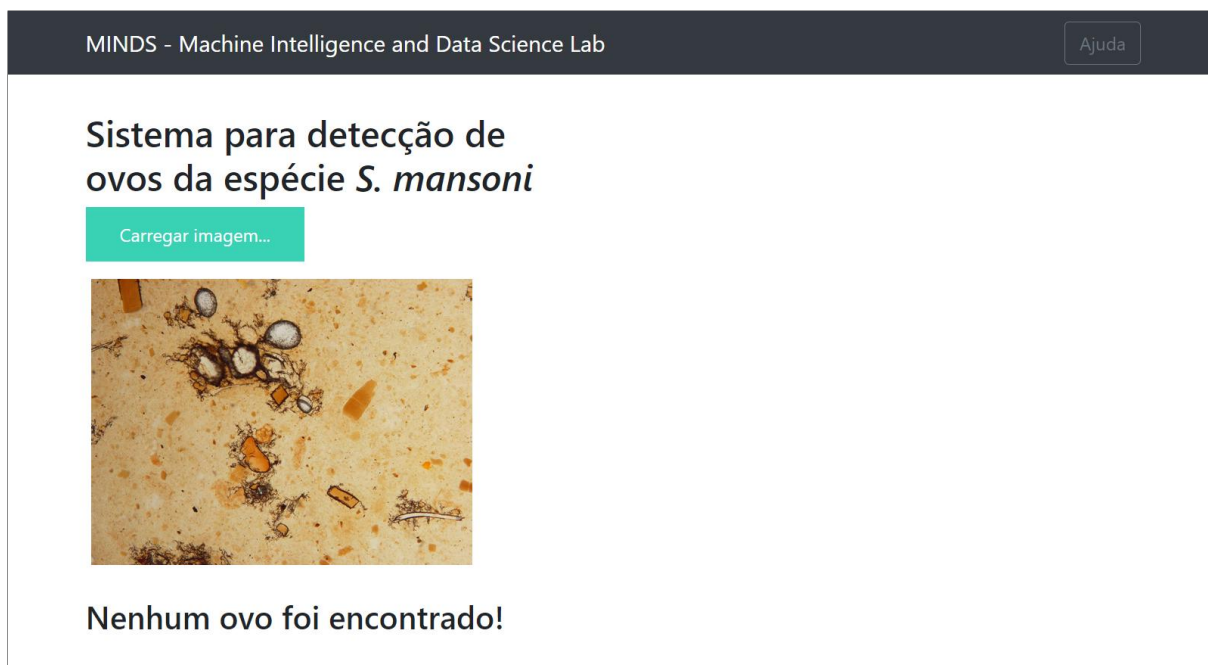 MINDS - Machine Intelligence and Data Science Lab
Ajuda
Sistema para detecção de
ovos da espécie S. mansoni
Carregar imagem...
Nenhum ovo foi encontrado!